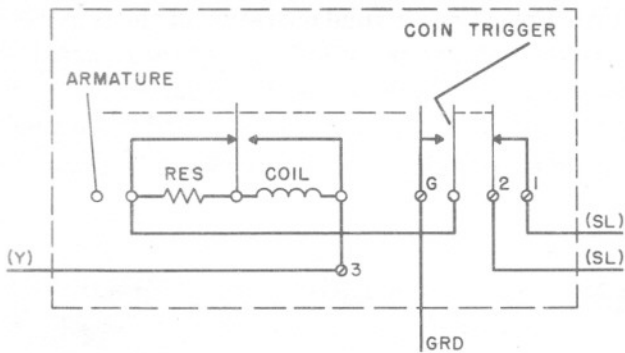 COIN TRIGGER
ARMATURE
RES
COIL
G
2
1
(SL)
(Y)
3
(SL)
GRD